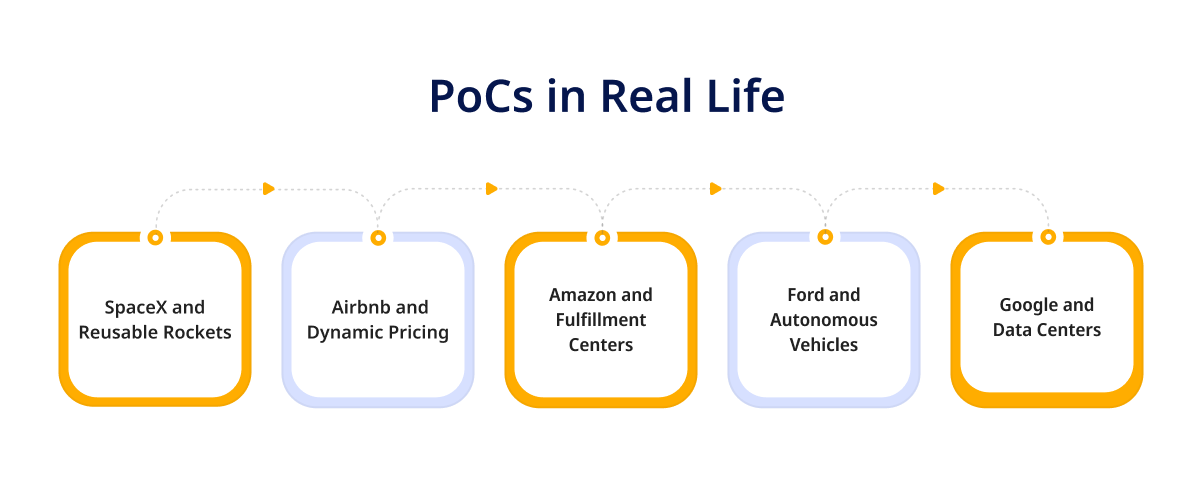 PoCs in Real Life
SpaceX and
Reusable Rockets
Airbnb and
Dynamic Pricing
Amazon and
Fulfillment
Centers
Ford and
Autonomous
Vehicles
Google and
Data Centers